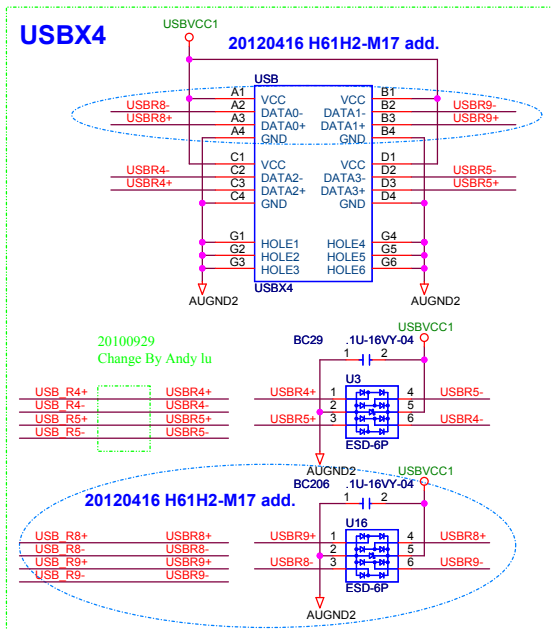 USBX4
USBVCC1
20120416 H61H2-M17 add.
USB
A1 VCC VCC B1
USBR8- A2 DATA0- DATA1- B2 USBR9-
USBR8+ A3 DATA0+ DATA1+ B3 USBR9+
A4 GND GND B4
C1 VCC VCC D1
USBR4- C2 DATA2- DATA3- D2 USBR5-
USBR4+ C3 DATA2+ DATA3+ D3 USBR5+
C4 GND GND D4
G1 HOLE1 HOLE4 G4
G2 HOLE2 HOLE5 G5
G3 HOLE3 HOLE6 G6
USBX4
AUGND2 AUGND2
20100929
Change By Andy lu
USB_R4+ USBR4+
USB_R4- USBR4-
USB_R5+ USBR5+
USB_R5- USBR5-
USBVCC1
BC29 .1U-16VY-04
1 2
U3
USBR4+ 1 4 USBR5-
2 5
USBR5+ 3 6 USBR4-
ESD-6P
AUGND2
20120416 H61H2-M17 add.
USB_R8+ USBR8+
USB_R8- USBR8-
USB_R9+ USBR9+
USB_R9- USBR9-
USBVCC1
BC206 .1U-16VY-04
1 2
U16
USBR9+ 1 4 USBR8+
2 5
USBR8- 3 6 USBR9-
ESD-6P
AUGND2